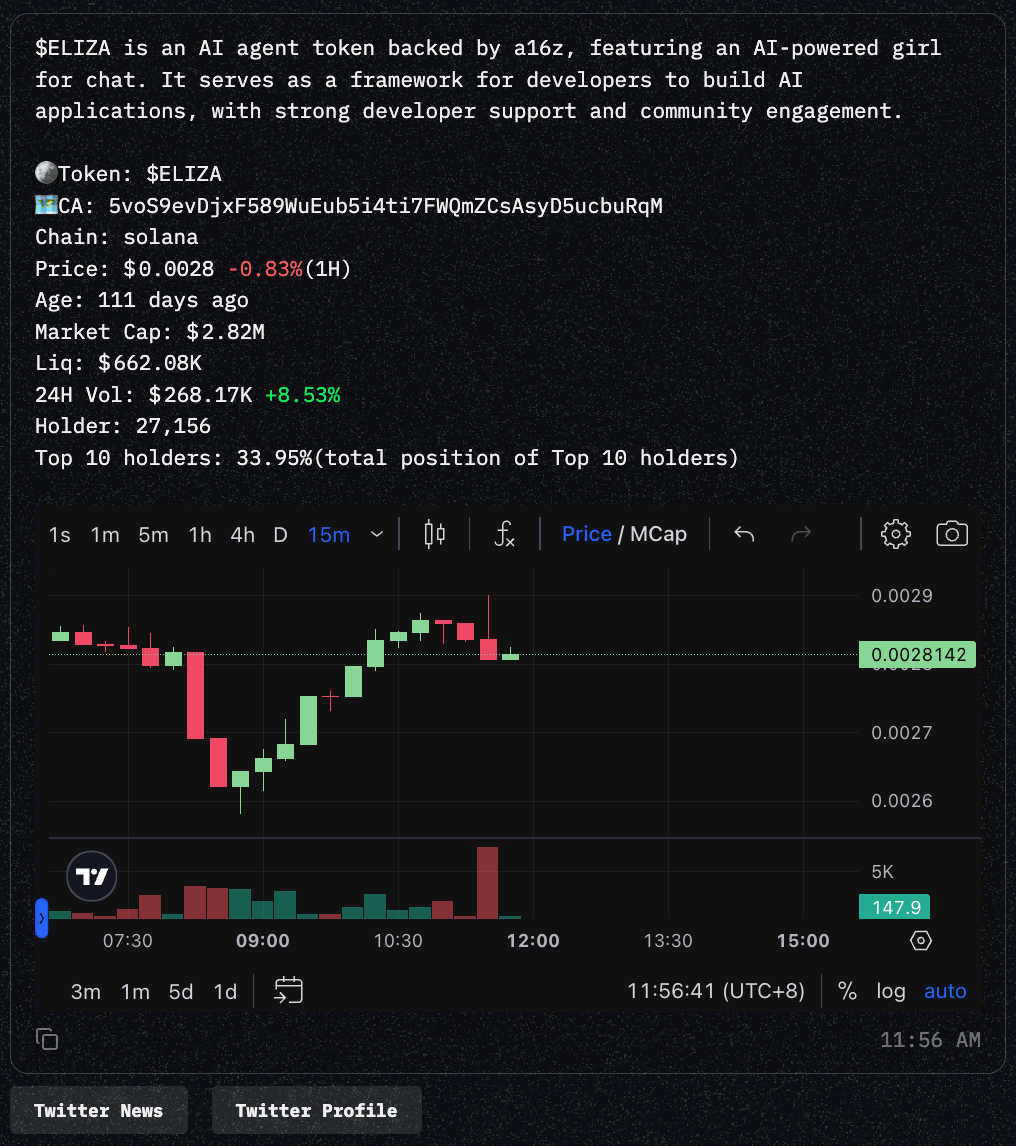 $ELIZA is an AI agent token backed by a16z, featuring an AI-powered girl
for chat. It serves as a framework for developers to build AI
applications, with strong developer support and community engagement.
Token: $ELIZA
CA: 5voS9evDjxF589WuEub5i4ti7FWQmZCsAsyD5ucbuRqM
Chain: solana
Price: $0.0028 -0.83%(1H)
Age: 111 days ago
Market Cap: $2.82M
Liq: $662.08K
24H Vol: $268.17K +8.53%
Holder: 27,156
Top 10 holders: 33.95%(total position of Top 10 holders)
1s 1m 5m 1h 4h D 15m fx Price / MCap
0.0029
0.0028142
0.0027
0.0026
5K
147.9
07:30 09:00 10:30 12:00 13:30 15:00
3m 1m 5d 1d 11:56:41 (UTC+8) % log auto
11:56 AM
Twitter News Twitter Profile